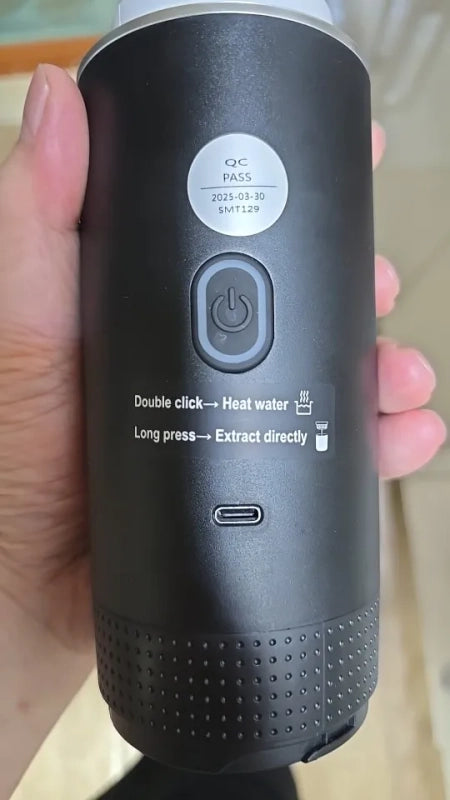 QC
PASS
2025-03-30
SMT129
Double click→ Heat water
Long press→ Extract directly